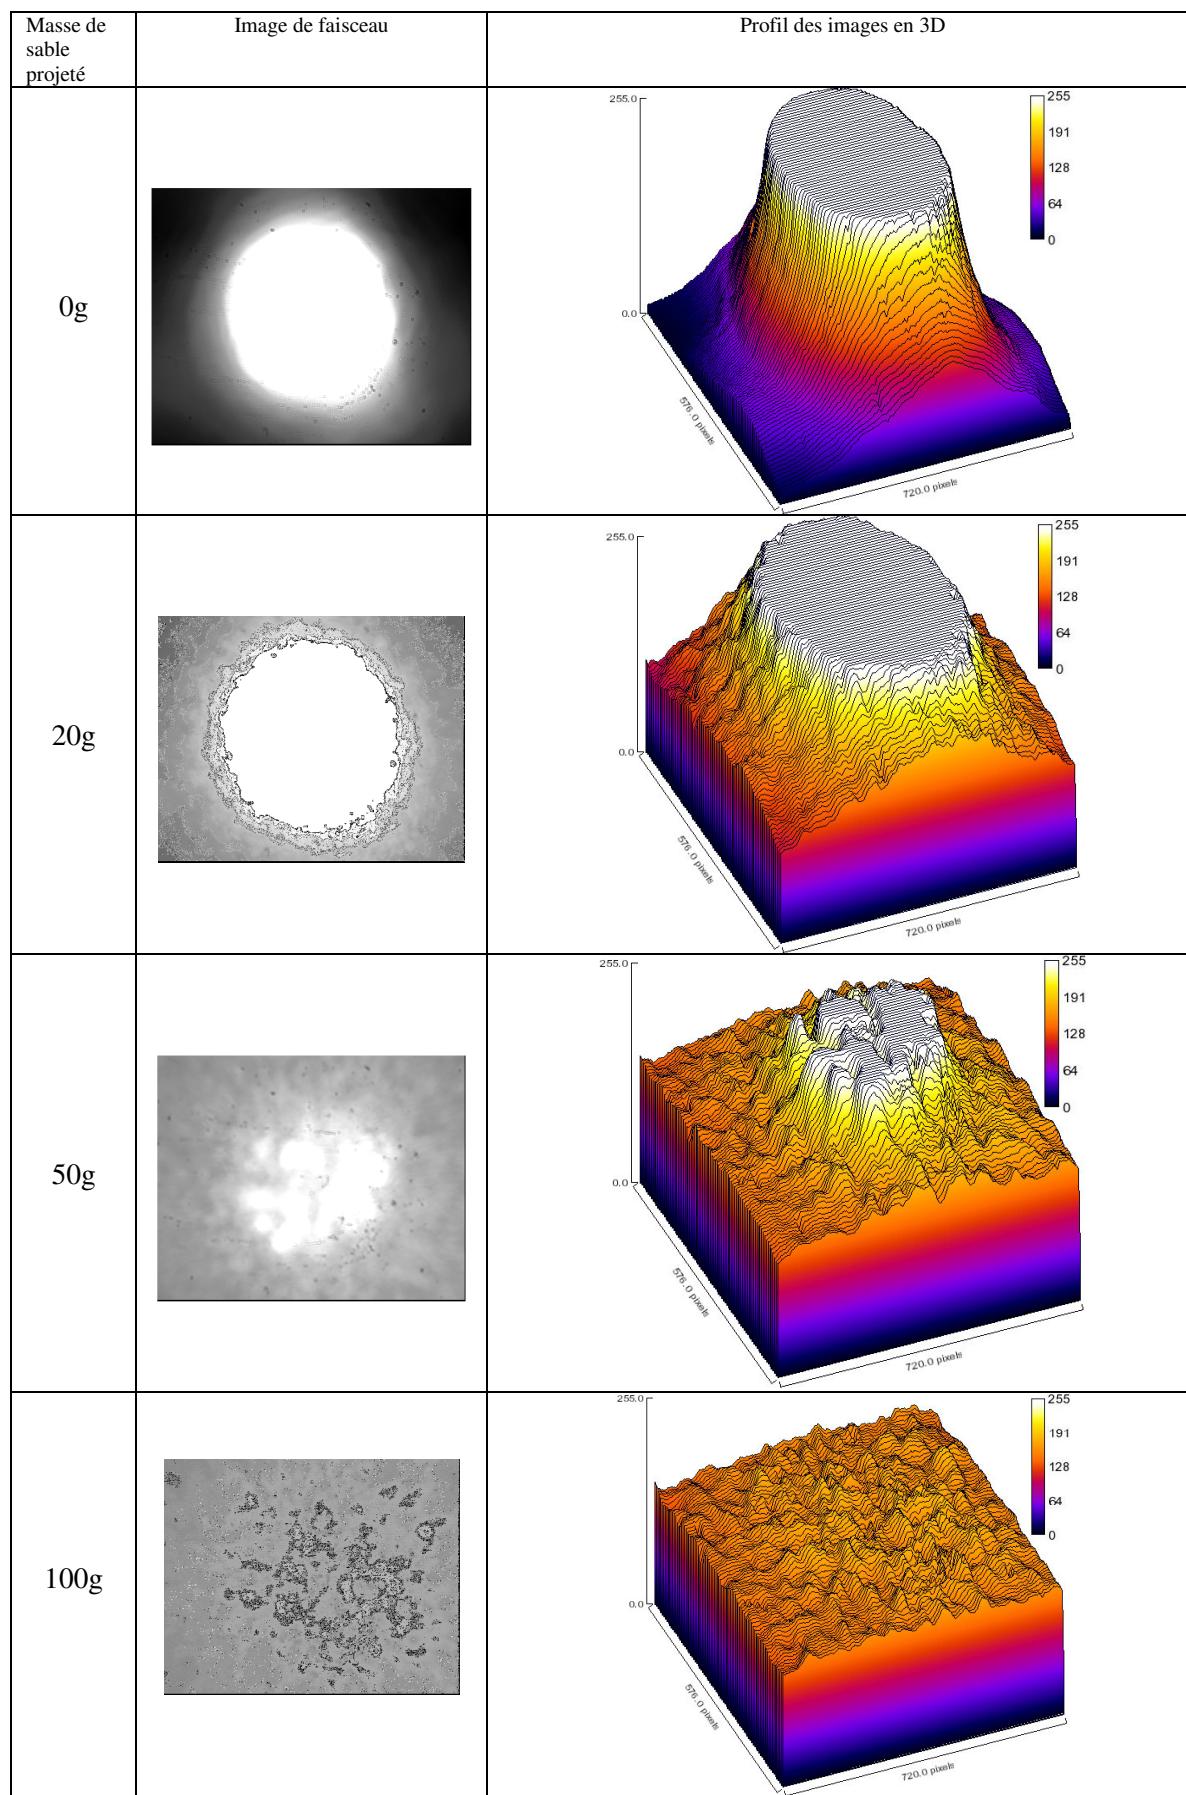 Masse de
sable
projeté
Image de faisceau
Profil des images en 3D
0g
255.0
0.0
576.0 pixels
720.0 pixels
255
191
128
64
0
20g
255.0
0.0
576.0 pixels
720.0 pixels
255
191
128
64
0
50g
255.0
0.0
576.0 pixels
720.0 pixels
255
191
128
64
0
100g
255.0
0.0
576.0 pixels
720.0 pixels
255
191
128
64
0